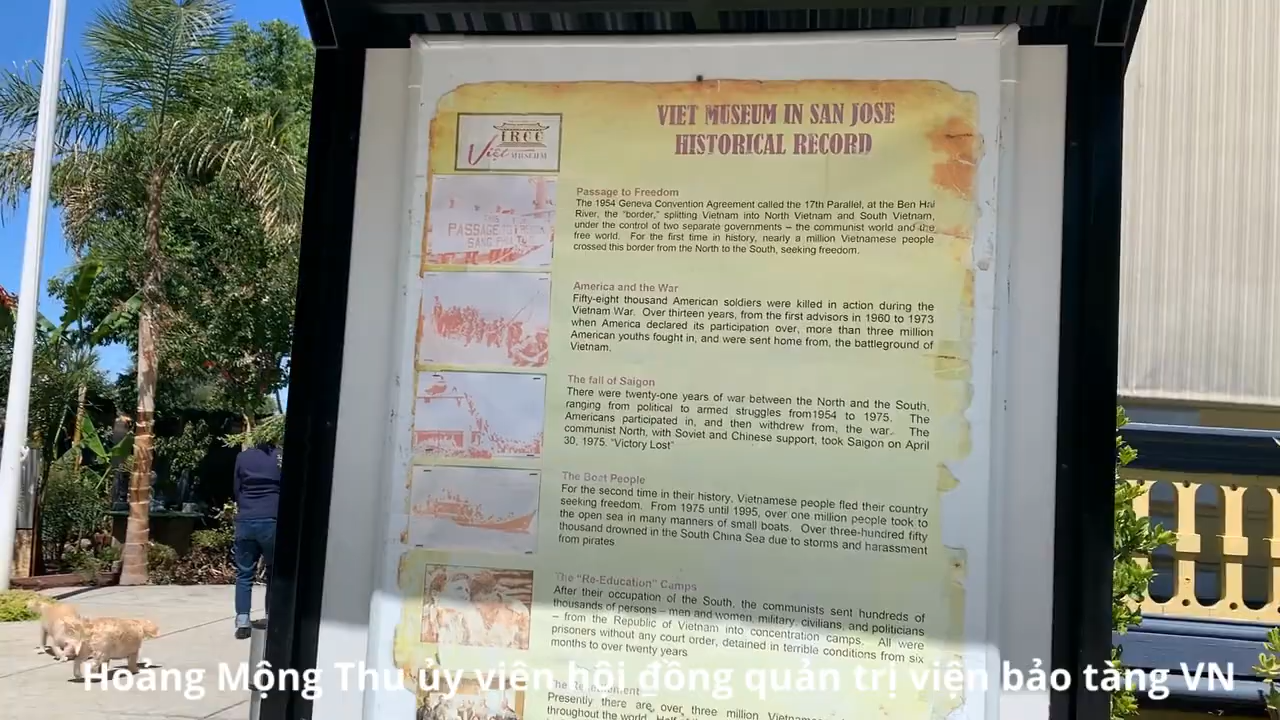 VIET MUSEUM IN SAN JOSE
HISTORICAL RECORD
FREE
Việt MUSEUM
Passage to Freedom
The 1954 Geneva Convention Agreement called the 17th Parallel, at the Ben Hai
River, the "border," splitting Vietnam into North Vietnam and South Vietnam,
under the control of two separate governments – the communist world and the
free world. For the first time in history, nearly a million Vietnamese people
crossed this border from the North to the South, seeking freedom.
PASSAGE TO FREEDOM
America and the War
Fifty-eight thousand American soldiers were killed in action during the
Vietnam War. Over thirteen years, from the first advisors in 1960 to 1973
when America declared its participation over, more than three million
American youths fought in, and were sent home from, the battleground of
Vietnam.
The fall of Saigon
There were twenty-one years of war between the North and the South,
ranging from political to armed struggles from1954 to 1975. The
Americans participated in, and then withdrew from, the war. The
communist North, with Soviet and Chinese support, took Saigon on April
30, 1975. "Victory Lost"
The Boat People
For the second time in their history, Vietnamese people fled their country
seeking freedom. From 1975 until 1995, over one million people took to
the open sea in many manners of small boats. Over three-hundred fifty
thousand drowned in the South China Sea due to storms and harassment
from pirates
The "Re-Education" Camps
After their occupation of the South, the communists sent hundreds of
thousands of persons – men and women, military, civilians, and politicians
– from the Republic of Vietnam into concentration camps. All were
prisoners without any court order, detained in terrible conditions from six
months to over twenty years
Presently there are over three million
throughout the world.
Hoàng Mộng Thu ủy viên hội đồng quản trị viện bảo tàng VN